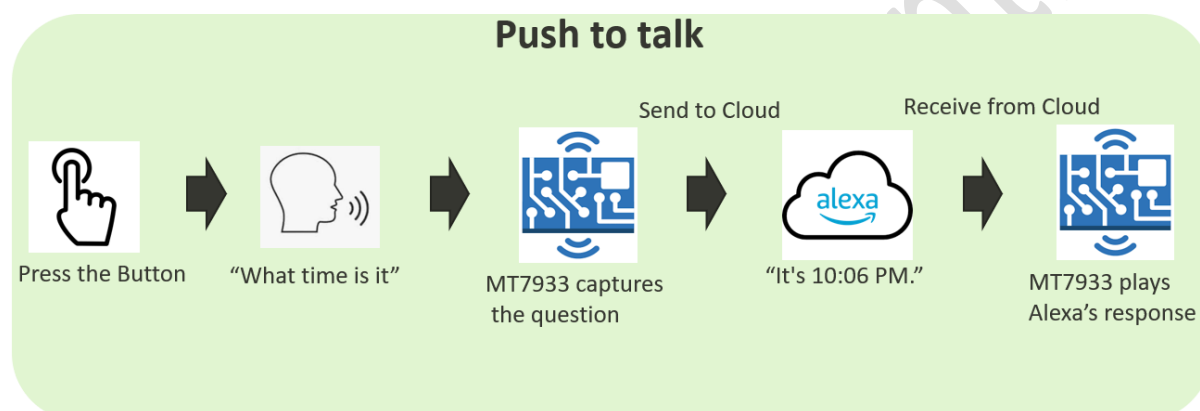 Push to talk
Send to Cloud
Receive from Cloud
alexa
Press the Button
“What time is it”
MT7933 captures
the question
“It's 10:06 PM.”
MT7933 plays
Alexa’s response